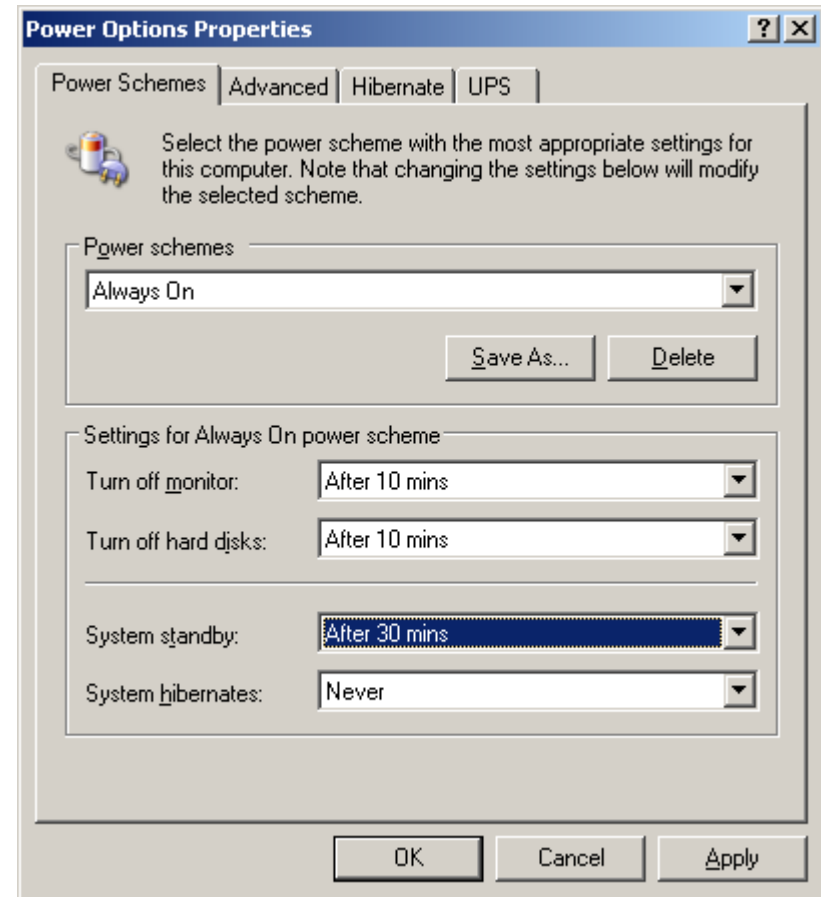 Power Options Properties
Power Schemes Advanced Hibernate UPS
Select the power scheme with the most appropriate settings for
this computer. Note that changing the settings below will modify
the selected scheme.
Power schemes
Always On
Save As... Delete
Settings for Always On power scheme
Turn off monitor: After 10 mins
Turn off hard disks: After 10 mins
System standby: After 30 mins
System hibernates: Never
OK Cancel Apply